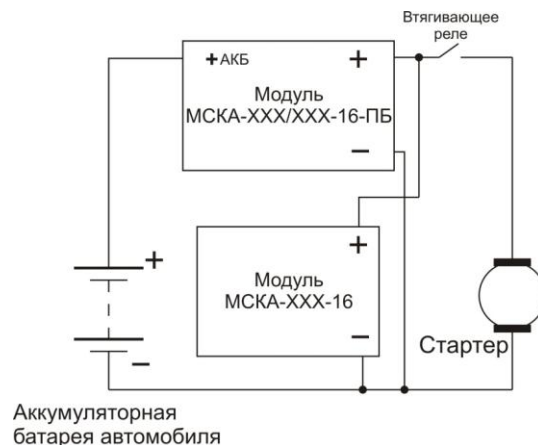 Втягивающее
реле
+АКБ
+
Модуль
МСКА-ХХХ/ХХХ-16-ПБ
−
+
Модуль
МСКА-ХХХ-16
−
+
−
Стартер
Аккумуляторная
батарея автомобиля